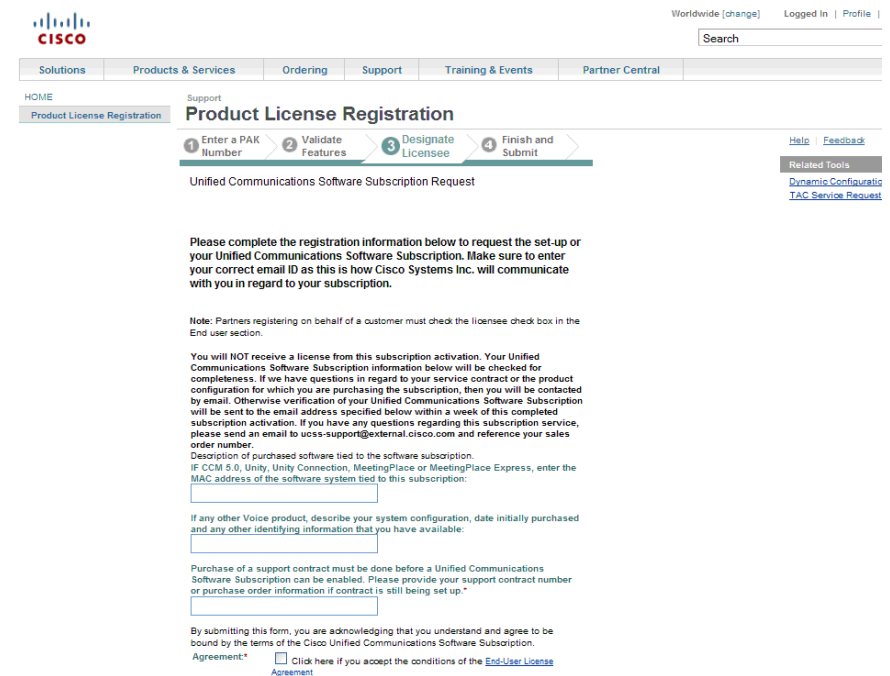 Worldwide [change] Logged In | Profile |
CISCO
Search
Solutions Products & Services Ordering Support Training & Events Partner Central
HOME
Product License Registration
Support
Product License Registration
1 Enter a PAK Number
2 Validate Features
3 Designate Licensee
4 Finish and Submit
Help | Feedback
Related Tools
Dynamic Configuratio
TAC Service Request
Unified Communications Software Subscription Request
Please complete the registration information below to request the set-up or
your Unified Communications Software Subscription. Make sure to enter
your correct email ID as this is how Cisco Systems Inc. will communicate
with you in regard to your subscription.
Note: Partners registering on behalf of a customer must check the licensee check box in the
End user section.
You will NOT receive a license from this subscription activation. Your Unified
Communications Software Subscription information below will be checked for
completeness. If we have questions in regard to your service contract or the product
configuration for which you are purchasing the subscription, then you will be contacted
by email. Otherwise verification of your Unified Communications Software Subscription
will be sent to the email address specified below within a week of this completed
subscription activation. If you have any questions regarding this subscription service,
please send an email to ucss-support@external.cisco.com and reference your sales
order number.
Description of purchased software tied to the software subscription.
IF CCM 5.0, Unity, Unity Connection, MeetingPlace or MeetingPlace Express, enter the
MAC address of the software system tied to this subscription:
If any other Voice product, describe your system configuration, date initially purchased
and any other identifying information that you have available:
Purchase of a support contract must be done before a Unified Communications
Software Subscription can be enabled. Please provide your support contract number
or purchase order information if contract is still being set up.*
By submitting this form, you are acknowledging that you understand and agree to be
bound by the terms of the Cisco Unified Communications Software Subscription.
Agreement:* Click here if you accept the conditions of the End-User License
Agreement